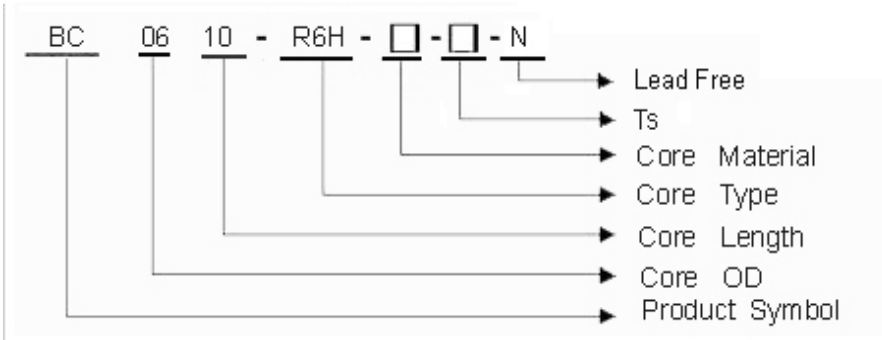 BC 06 10 - R6H - □ - □ - N
Lead Free
Ts
Core Material
Core Type
Core Length
Core OD
Product Symbol